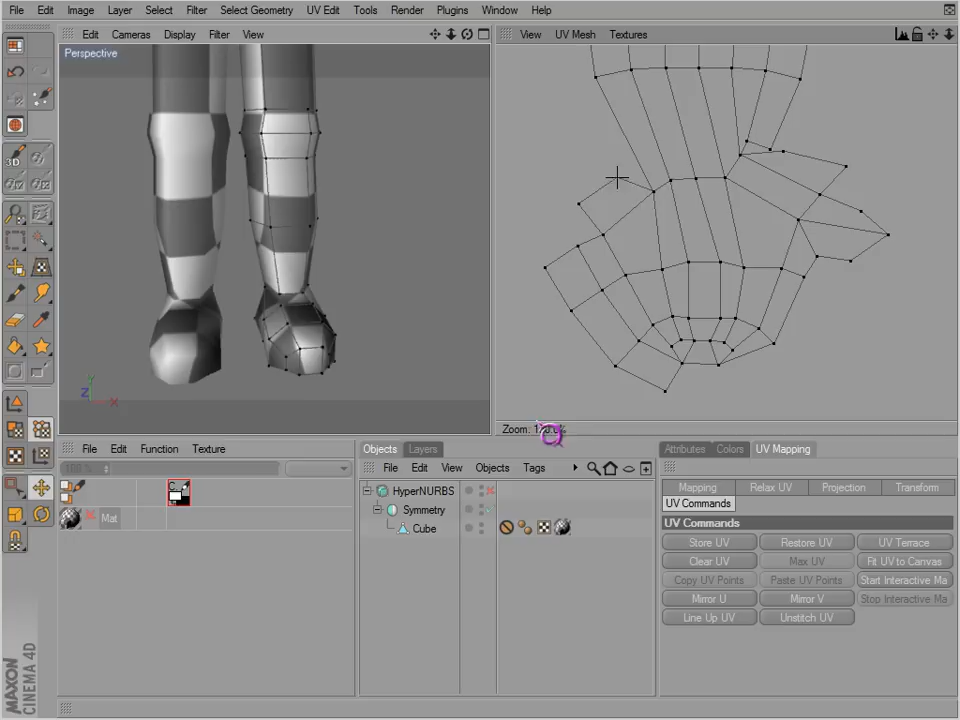 File Edit Image Layer Select Filter Select Geometry UV Edit Tools Render Plugins Window Help
Edit Cameras Display Filter View
View UV Mesh Textures
Perspective
3D
Z Y X
Zoom:
File Edit Function Texture
Objects Layers
Attributes Colors UV Mapping
File Edit View Objects Tags
HyperNURBS
Symmetry
Cube
Mat
Mapping Relax UV Projection Transform
UV Commands
UV Commands
Store UV Restore UV UV Terrace
Clear UV Max UV Fit UV to Canvas
Copy UV Points Paste UV Points Start Interactive Ma
Mirror U Mirror V Stop Interactive Ma
Line Up UV Unstitch UV
MAXON
CINEMA 4D